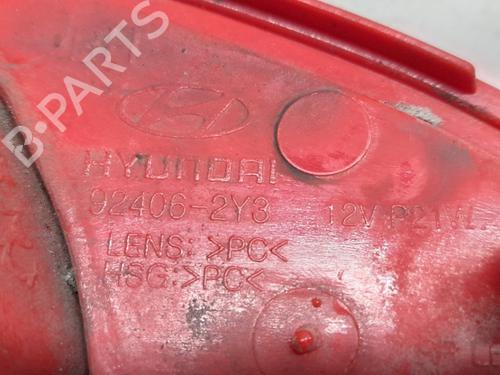 B-PARTS
HYUNDAI
92406-2Y3 12V P21W
LENS: >PC<
HSG: >PC<